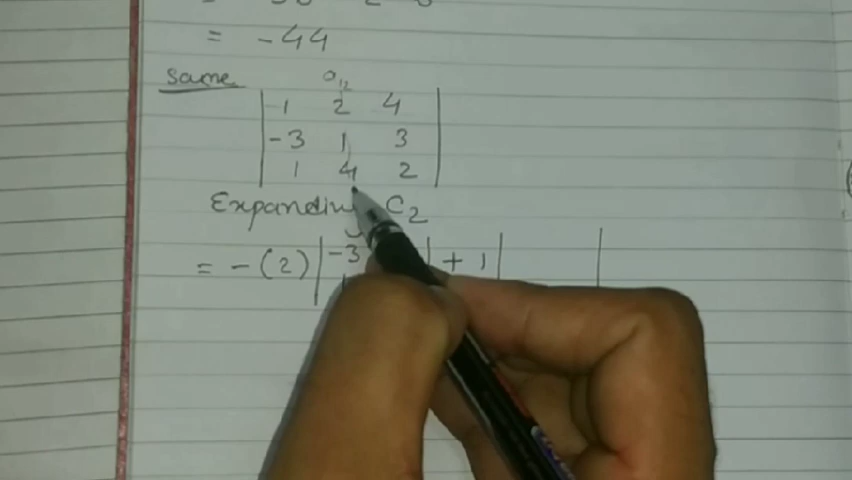 = -44
Same a12
| 1 2 4 |
| -3 1 3 |
| 1 4 2 |
Expanding C2
= -(2) | -3 | + 1 | |